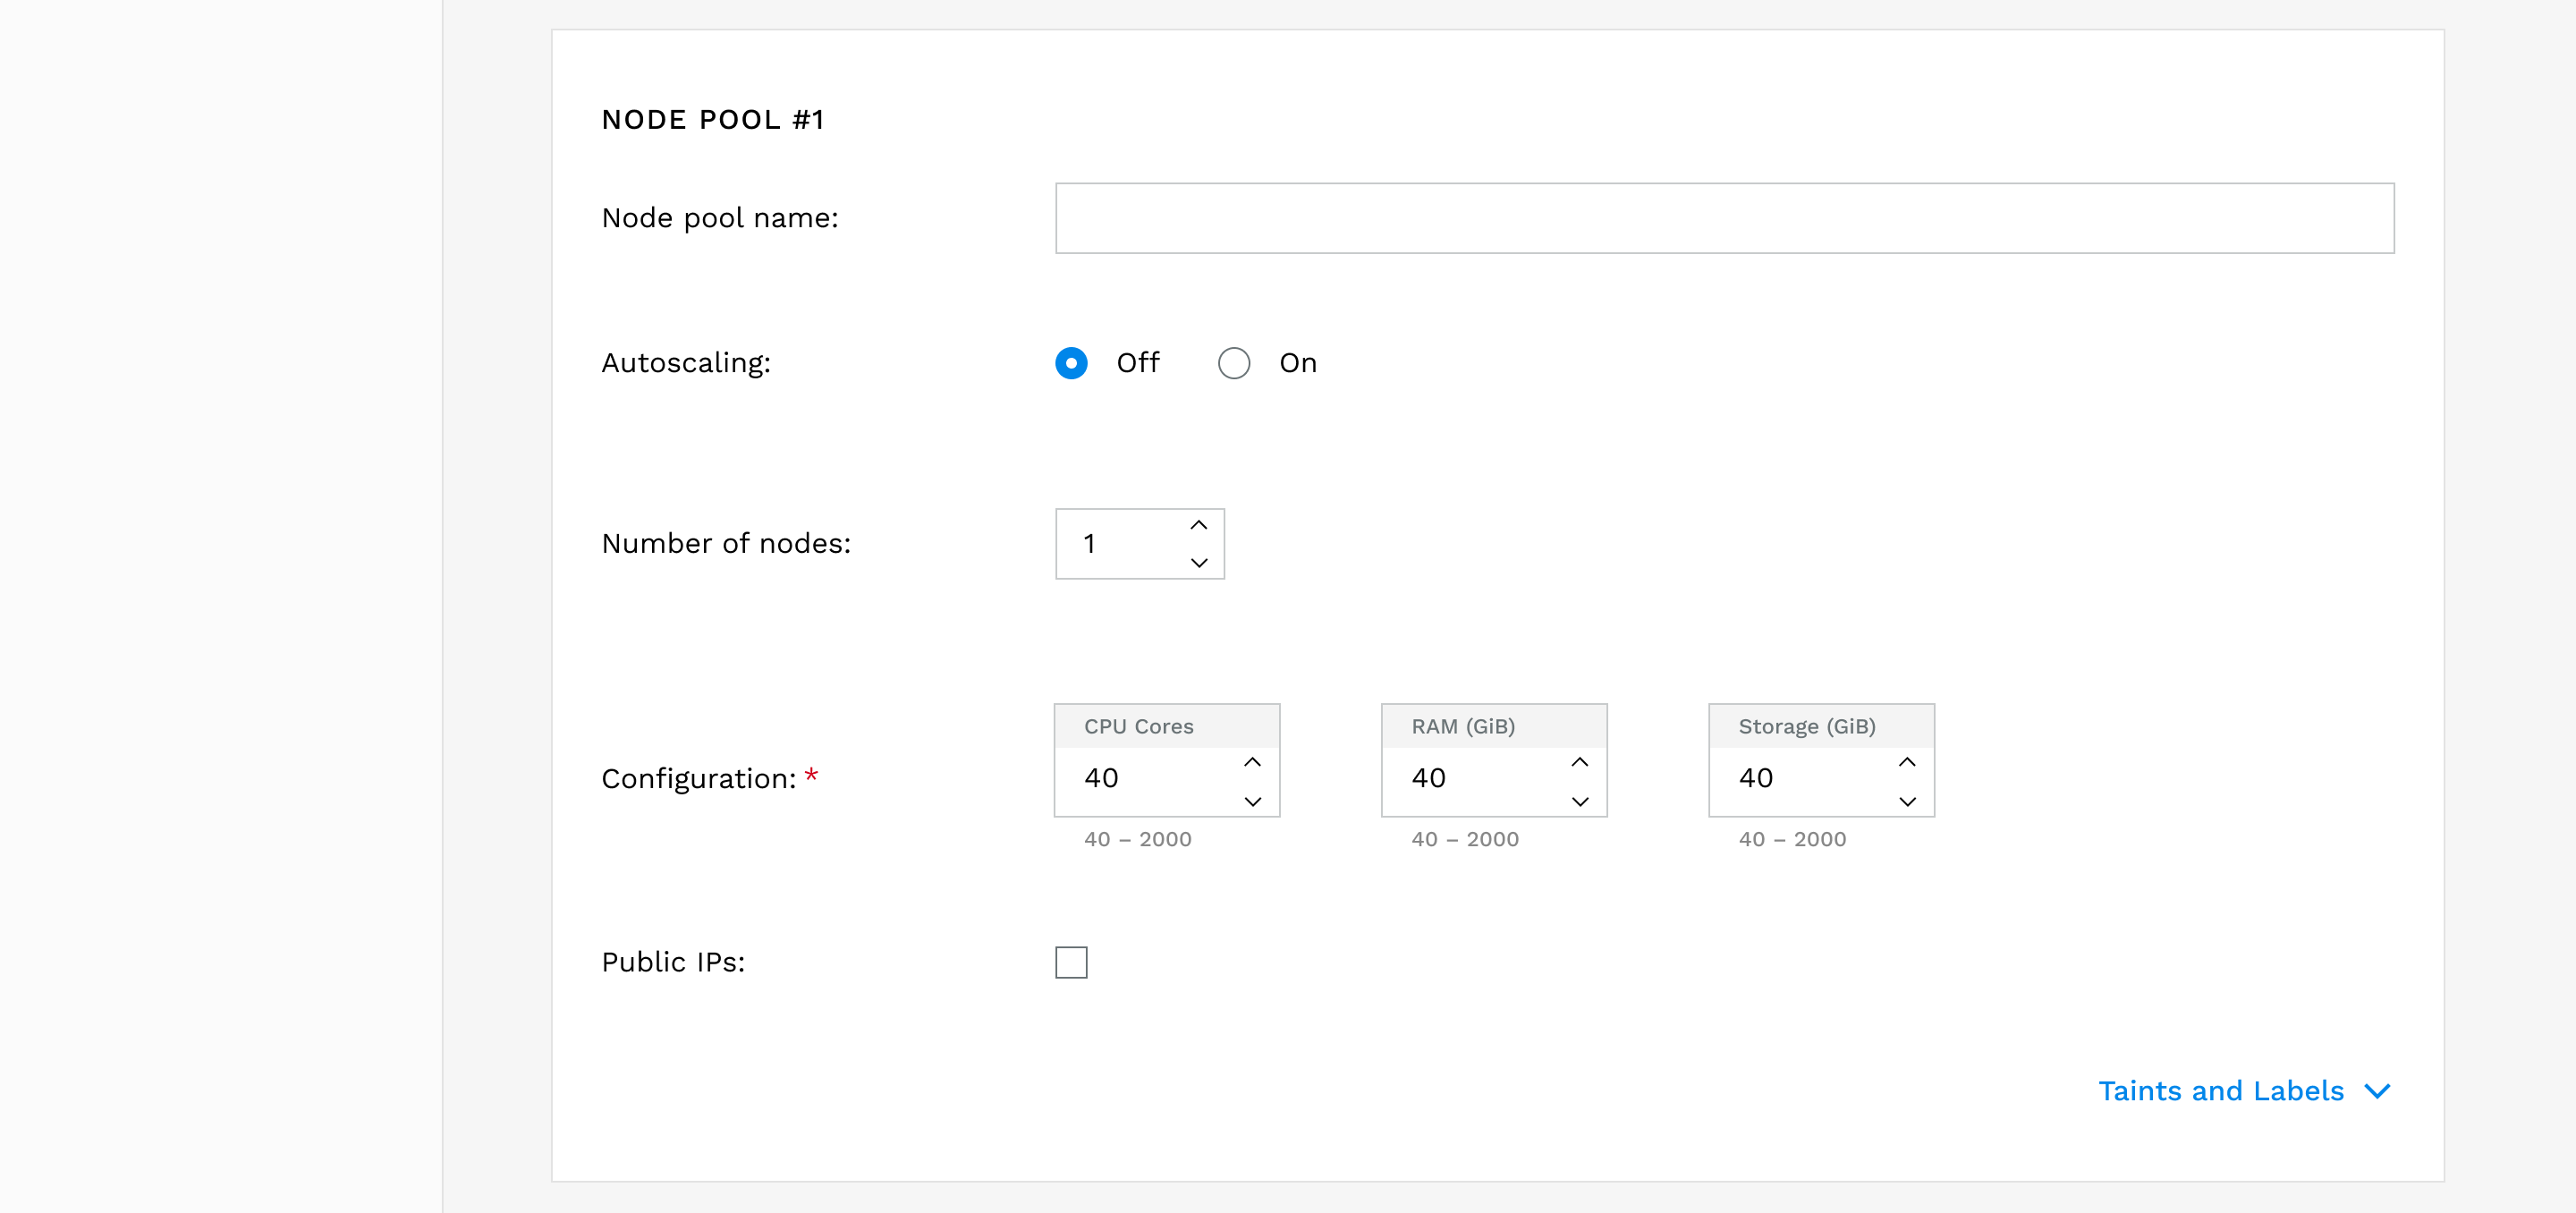 NODE POOL #1
Node pool name:
Autoscaling: Off On
Number of nodes: 1
CPU Cores RAM (GiB) Storage (GiB)
Configuration: * 40 40 40
40 – 2000 40 – 2000 40 – 2000
Public IPs:
Taints and Labels